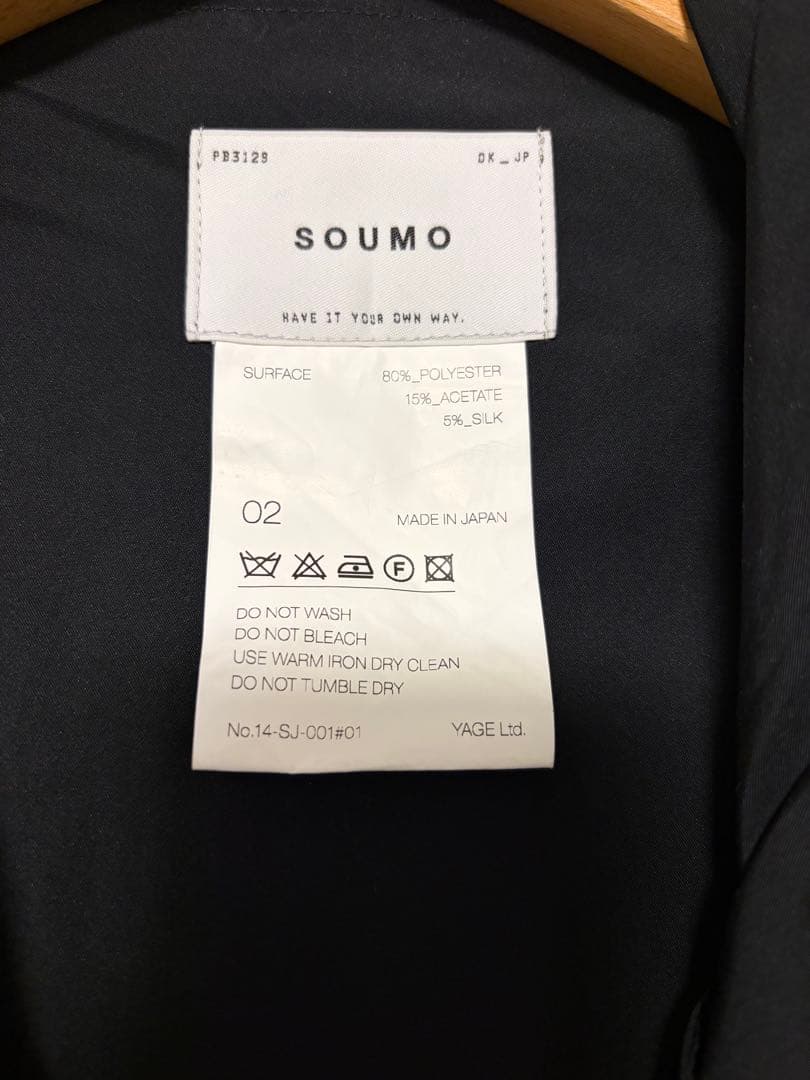 PB3129 OK_JP
SOUMO
HAVE IT YOUR OWN WAY.
SURFACE 80%_POLYESTER
15%_ACETATE
5%_SILK
02 MADE IN JAPAN
F
DO NOT WASH
DO NOT BLEACH
USE WARM IRON DRY CLEAN
DO NOT TUMBLE DRY
No.14-SJ-001#01 YAGE Ltd.